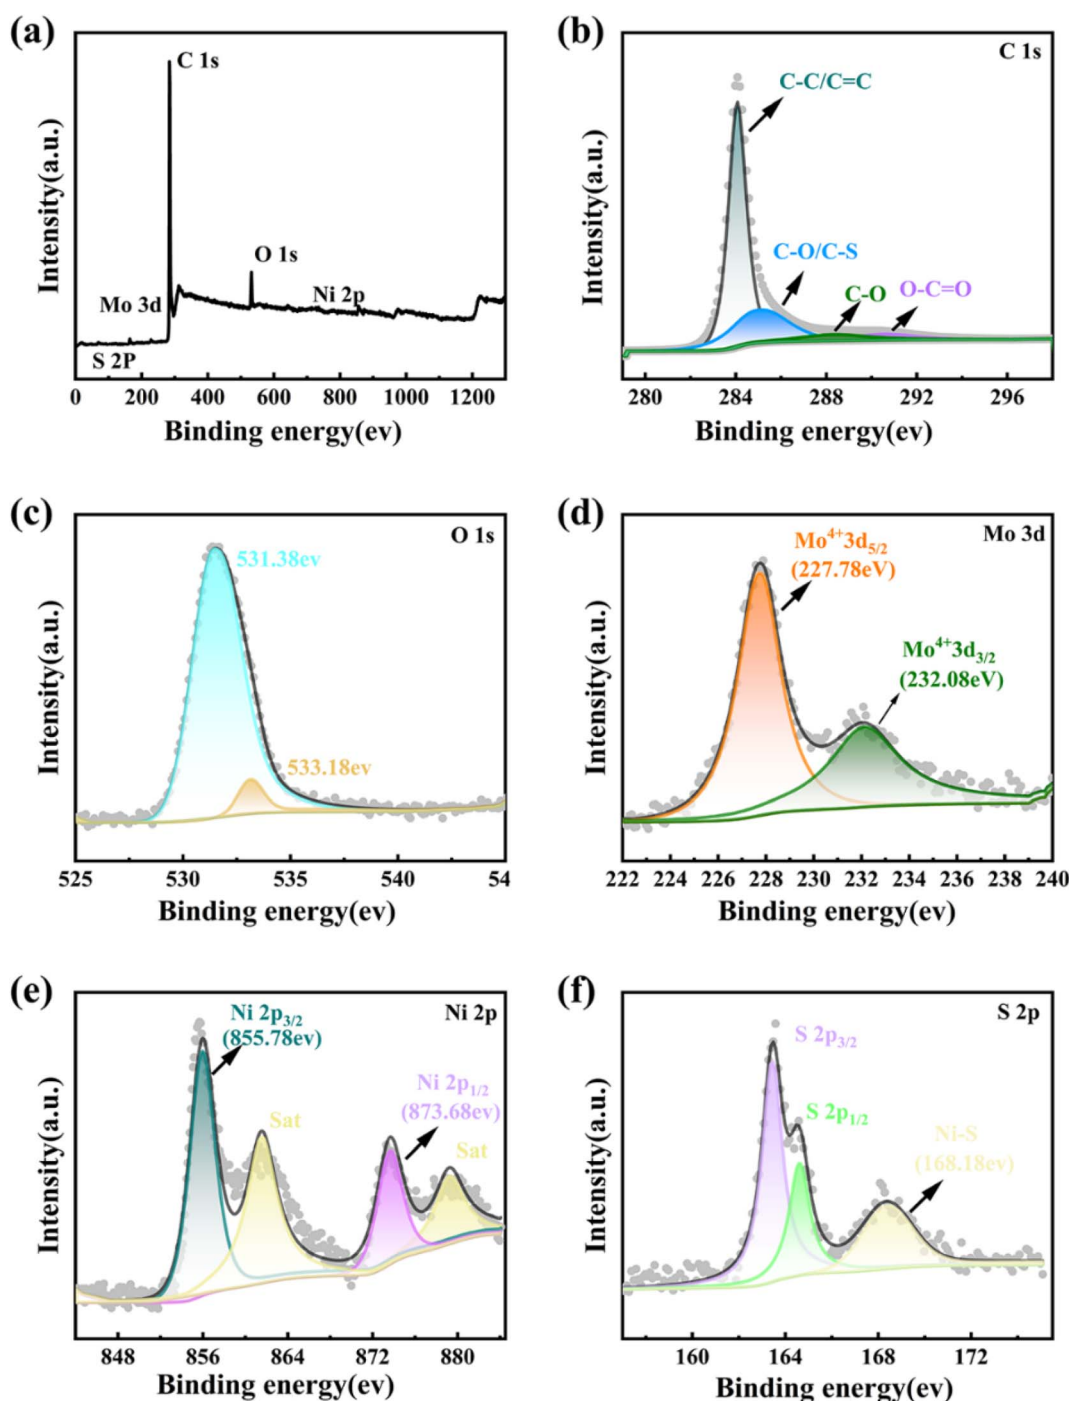 (a)
C 1s
O 1s
Mo 3d
Ni 2p
S 2P
Intensity(a.u.)
0 200 400 600 800 1000 1200
Binding energy(ev)
(b)
C 1s
C-C/C=C
C-O/C-S
C-O
O-C=O
Intensity(a.u.)
280 284 288 292 296
Binding energy(ev)
(c)
O 1s
531.38ev
533.18ev
Intensity(a.u.)
525 530 535 540 54
Binding energy(ev)
(d)
Mo 3d
Mo⁴⁺3d₅/₂
(227.78eV)
Mo⁴⁺3d₃/₂
(232.08eV)
Intensity(a.u.)
222 224 226 228 230 232 234 236 238 240
Binding energy(ev)
(e)
Ni 2p₃/₂
(855.78ev)
Ni 2p
Sat
Ni 2p₁/₂
(873.68ev)
Sat
Intensity(a.u.)
848 856 864 872 880
Binding energy(ev)
(f)
S 2p
S 2p₃/₂
S 2p₁/₂
Ni-S
(168.18ev)
Intensity(a.u.)
160 164 168 172
Binding energy(ev)